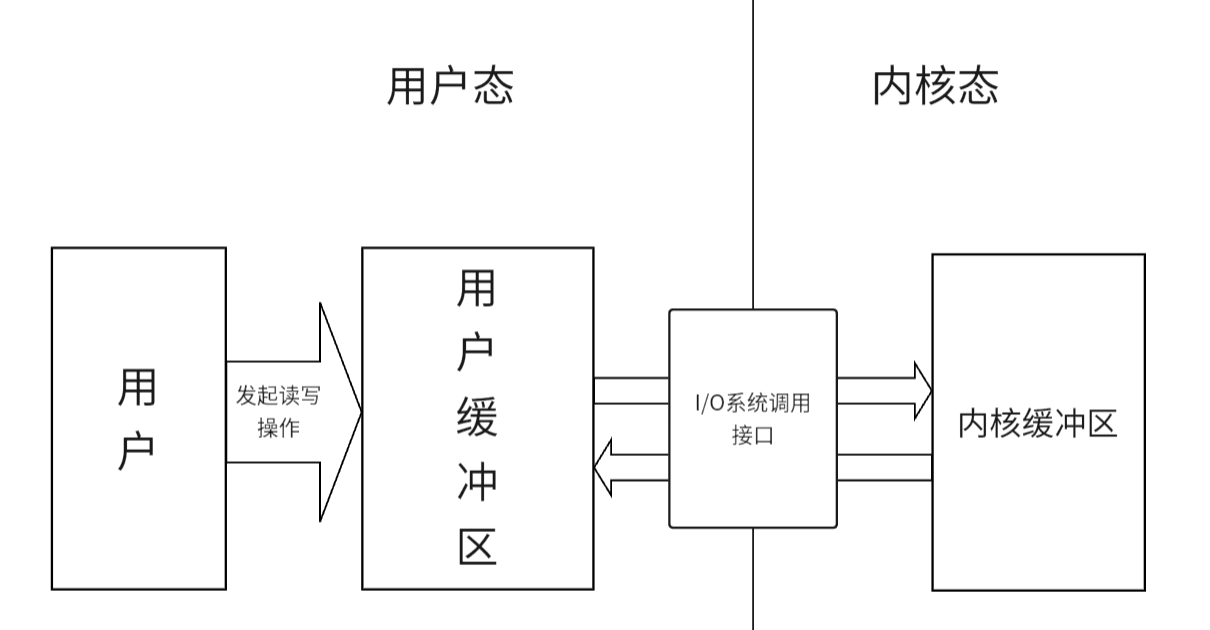 用户态
内核态
用
户
发起读写
操作
用
户
缓
冲
区
I/O系统调用
接口
内核缓冲区